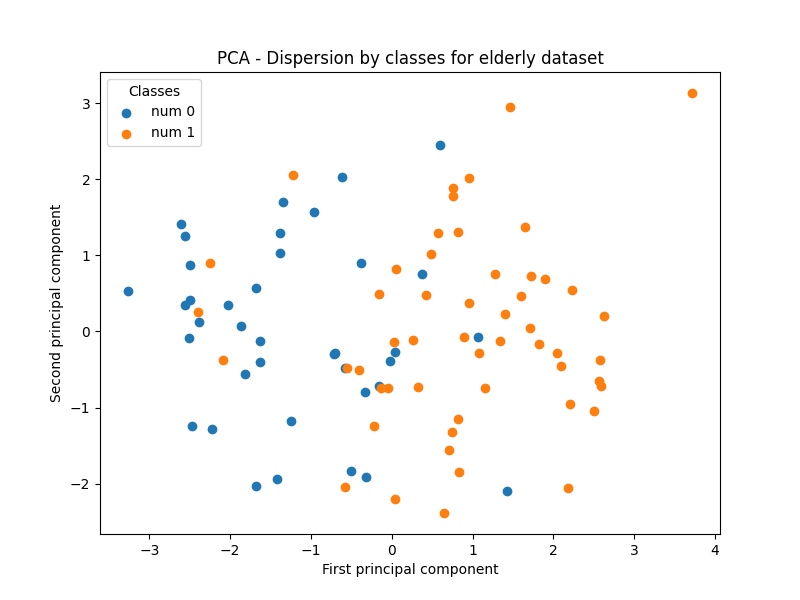 PCA - Dispersion by classes for elderly dataset
Classes
num 0
num 1
Second principal component
3
2
1
0
−1
−2
−3
−2
−1
0
1
2
3
4
First principal component